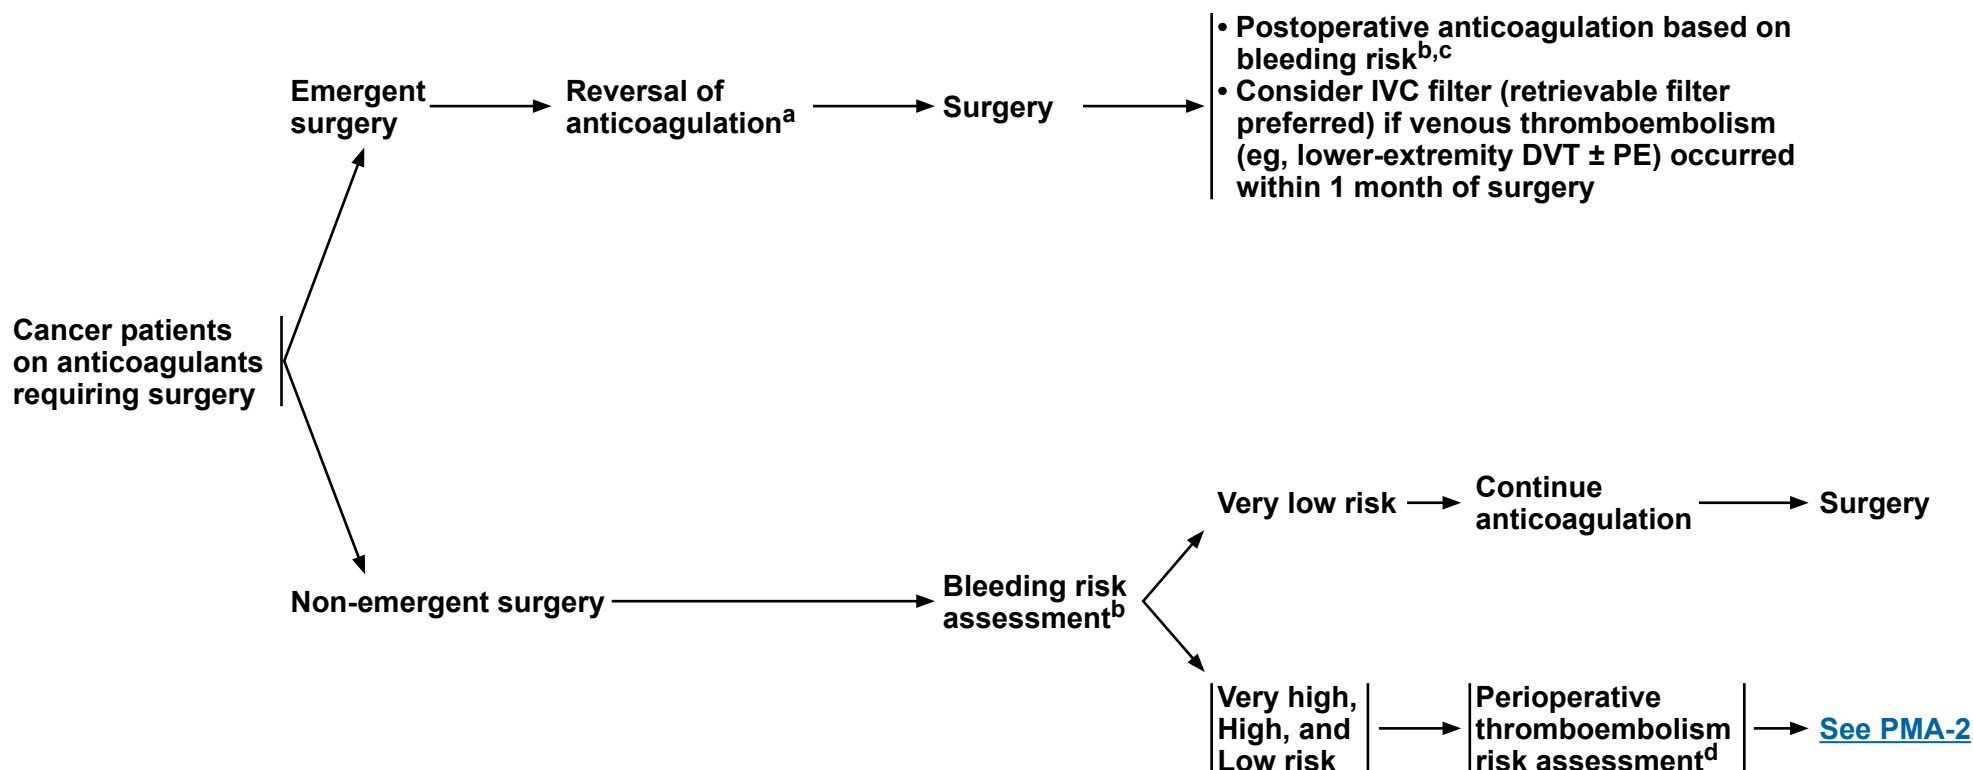 Emergent
surgery
Reversal of
anticoagulationa
Surgery
• Postoperative anticoagulation based on
bleeding riskb,c
• Consider IVC filter (retrievable filter
preferred) if venous thromboembolism
(eg, lower-extremity DVT ± PE) occurred
within 1 month of surgery
Cancer patients
on anticoagulants
requiring surgery
Non-emergent surgery
Bleeding risk
assessmentb
Very low risk
Continue
anticoagulation
Surgery
Very high,
High, and
Low risk
Perioperative
thromboembolism
risk assessmentd
See PMA-2